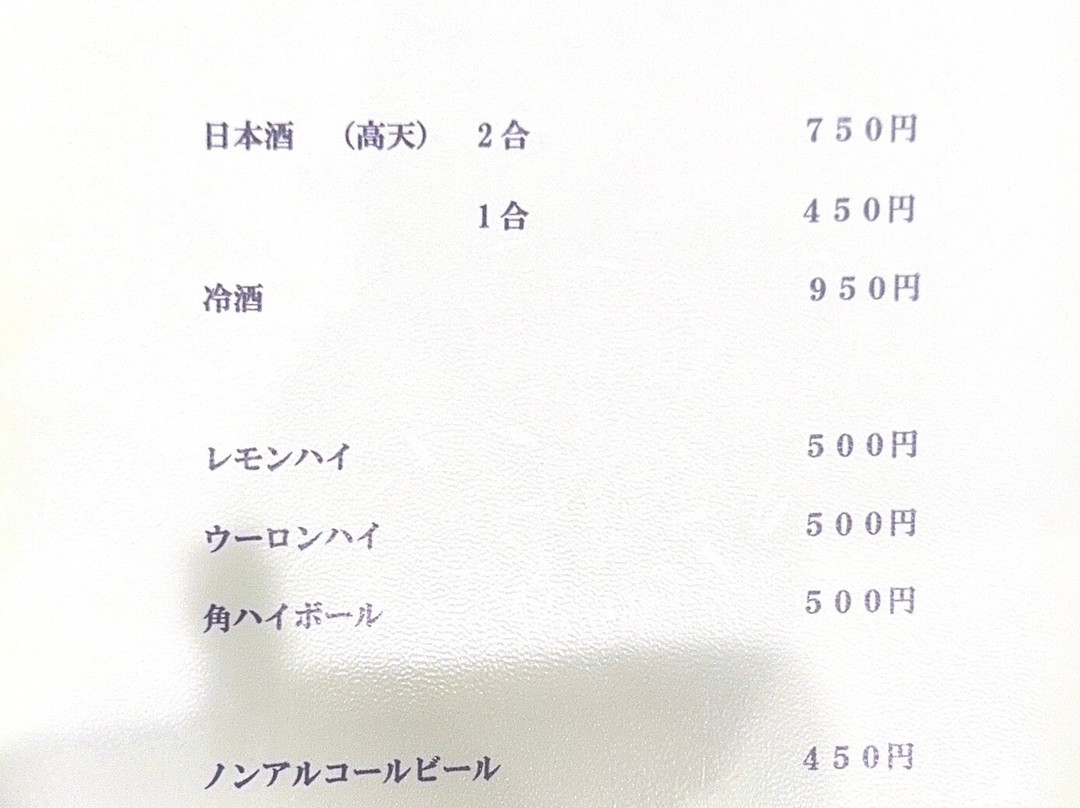 日本酒　（高天）　2合　７５０円
1合　４５０円
冷酒　９５０円
レモンハイ　５００円
ウーロンハイ　５００円
角ハイボール　５００円
ノンアルコールビール　４５０円